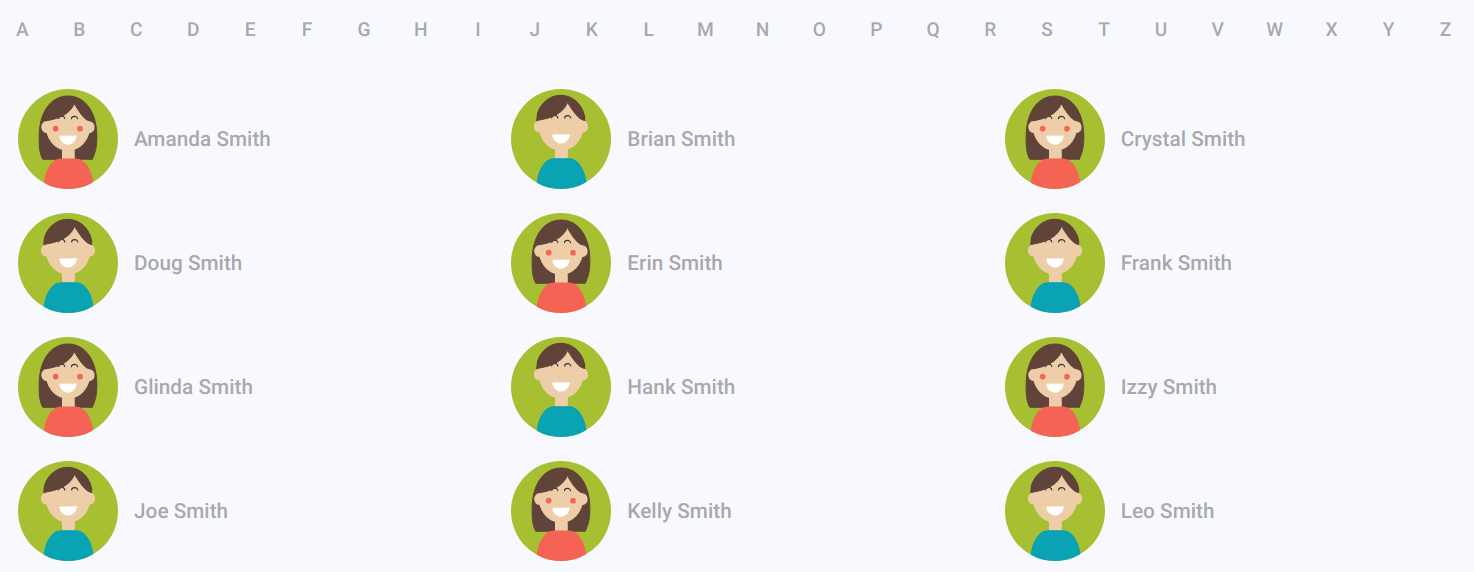 A B C D E F G H I J K L M N O P Q R S T U V W X Y Z
Amanda Smith Brian Smith Crystal Smith
Doug Smith Erin Smith Frank Smith
Glinda Smith Hank Smith Izzy Smith
Joe Smith Kelly Smith Leo Smith